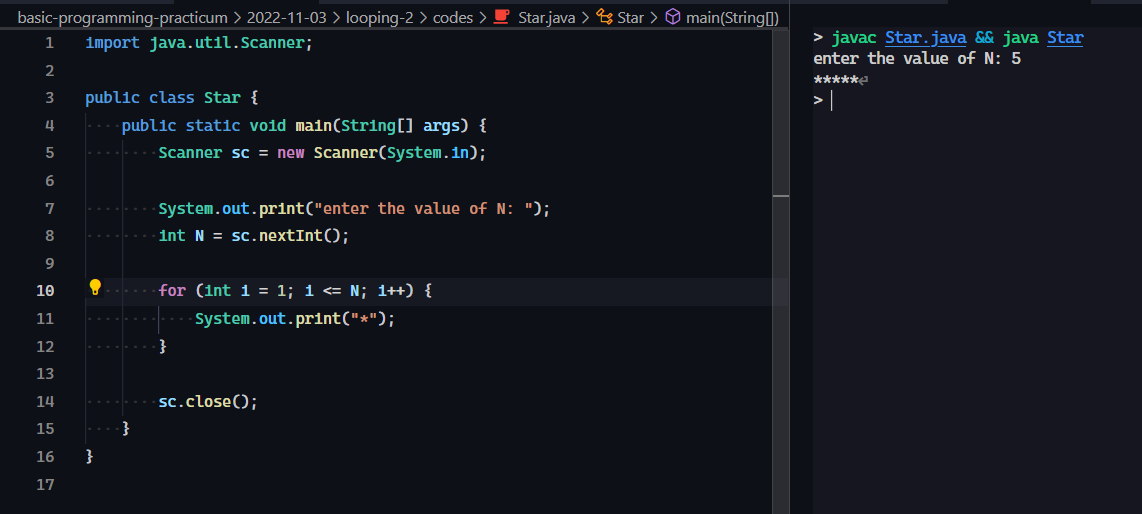 basic-programming-practicum > 2022-11-03 > looping-2 > codes > Star.java > Star > main(String[])
1 import java.util.Scanner;
2
3 public class Star {
4 public static void main(String[] args) {
5 Scanner sc = new Scanner(System.in);
6
7 System.out.print("enter the value of N: ");
8 int N = sc.nextInt();
9
10 for (int i = 1; i <= N; i++) {
11 System.out.print("*");
12 }
13
14 sc.close();
15 }
16 }
17
> javac Star.java && java Star
enter the value of N: 5
*****⏎
>